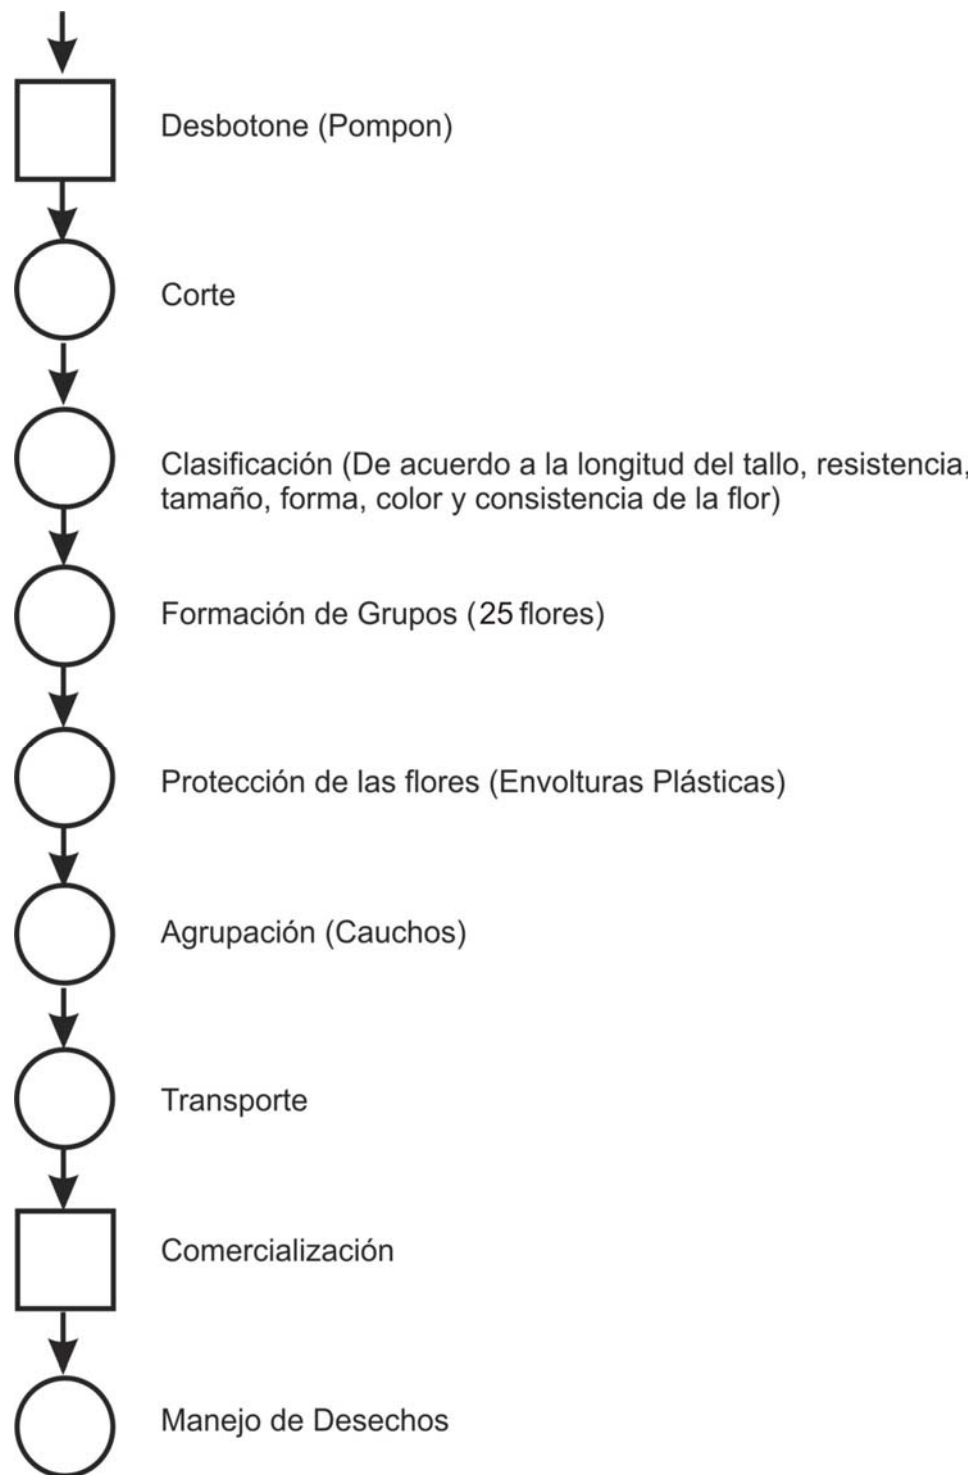 Desbotone (Pompon)
Corte
Clasificación (De acuerdo a la longitud del tallo, resistencia,
tamaño, forma, color y consistencia de la flor)
Formación de Grupos (25 flores)
Protección de las flores (Envolturas Plásticas)
Agrupación (Cauchos)
Transporte
Comercialización
Manejo de Desechos